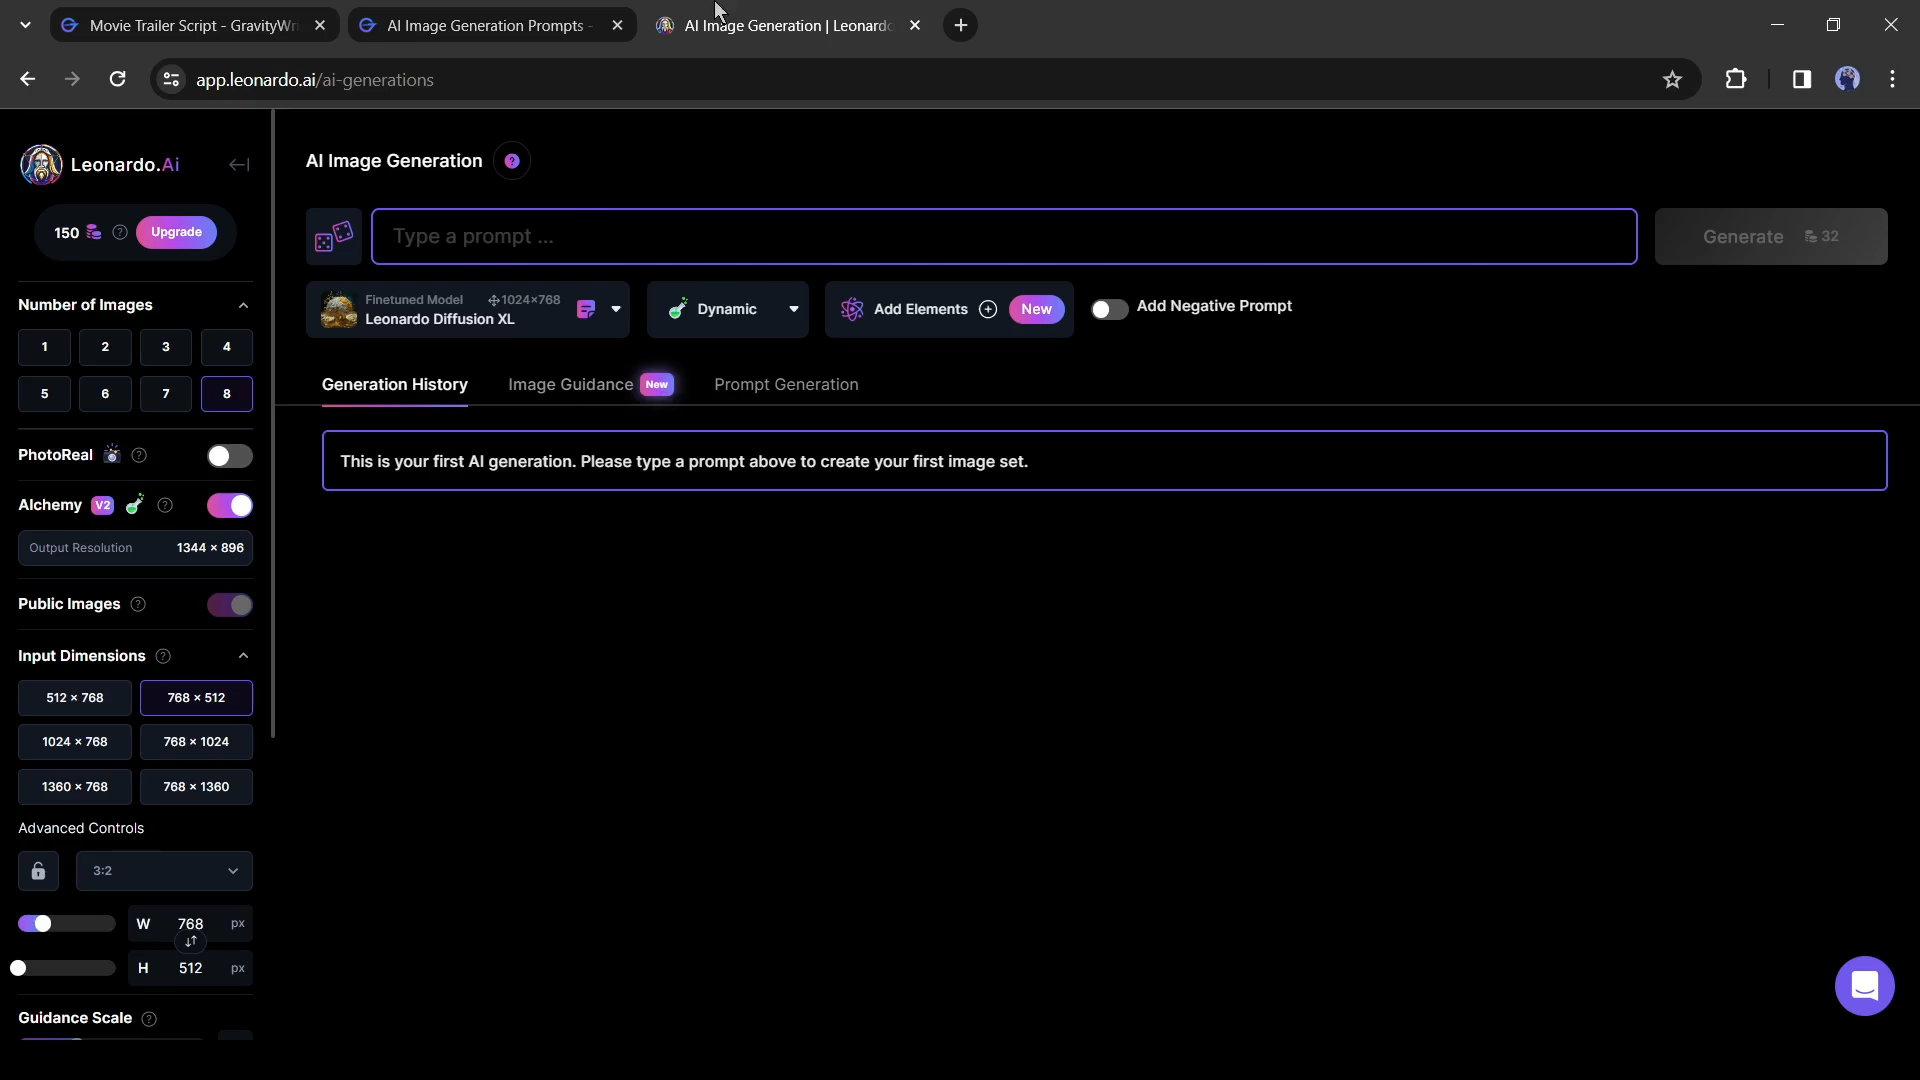 Movie Trailer Script - GravityWr
AI Image Generation Prompts -
AI Image Generation | Leonardo
app.leonardo.ai/ai-generations
Leonardo.Ai
150 Upgrade
Number of Images
1 2 3 4
5 6 7 8
PhotoReal
Alchemy V2
Output Resolution 1344 × 896
Public Images
Input Dimensions
512 × 768 768 × 512
1024 × 768 768 × 1024
1360 × 768 768 × 1360
Advanced Controls
3:2
W 768 px
H 512 px
Guidance Scale
AI Image Generation
Type a prompt ...
Generate 32
Finetuned Model 1024×768
Leonardo Diffusion XL
Dynamic
Add Elements New
Add Negative Prompt
Generation History Image Guidance New Prompt Generation
This is your first AI generation. Please type a prompt above to create your first image set.